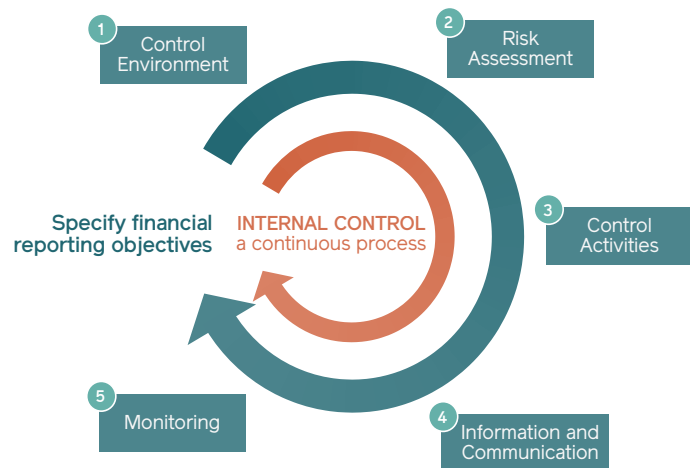 1
Control
Environment
2
Risk
Assessment
Specify financial
reporting objectives
INTERNAL CONTROL
a continuous process
3
Control
Activities
5
Monitoring
4
Information and
Communication